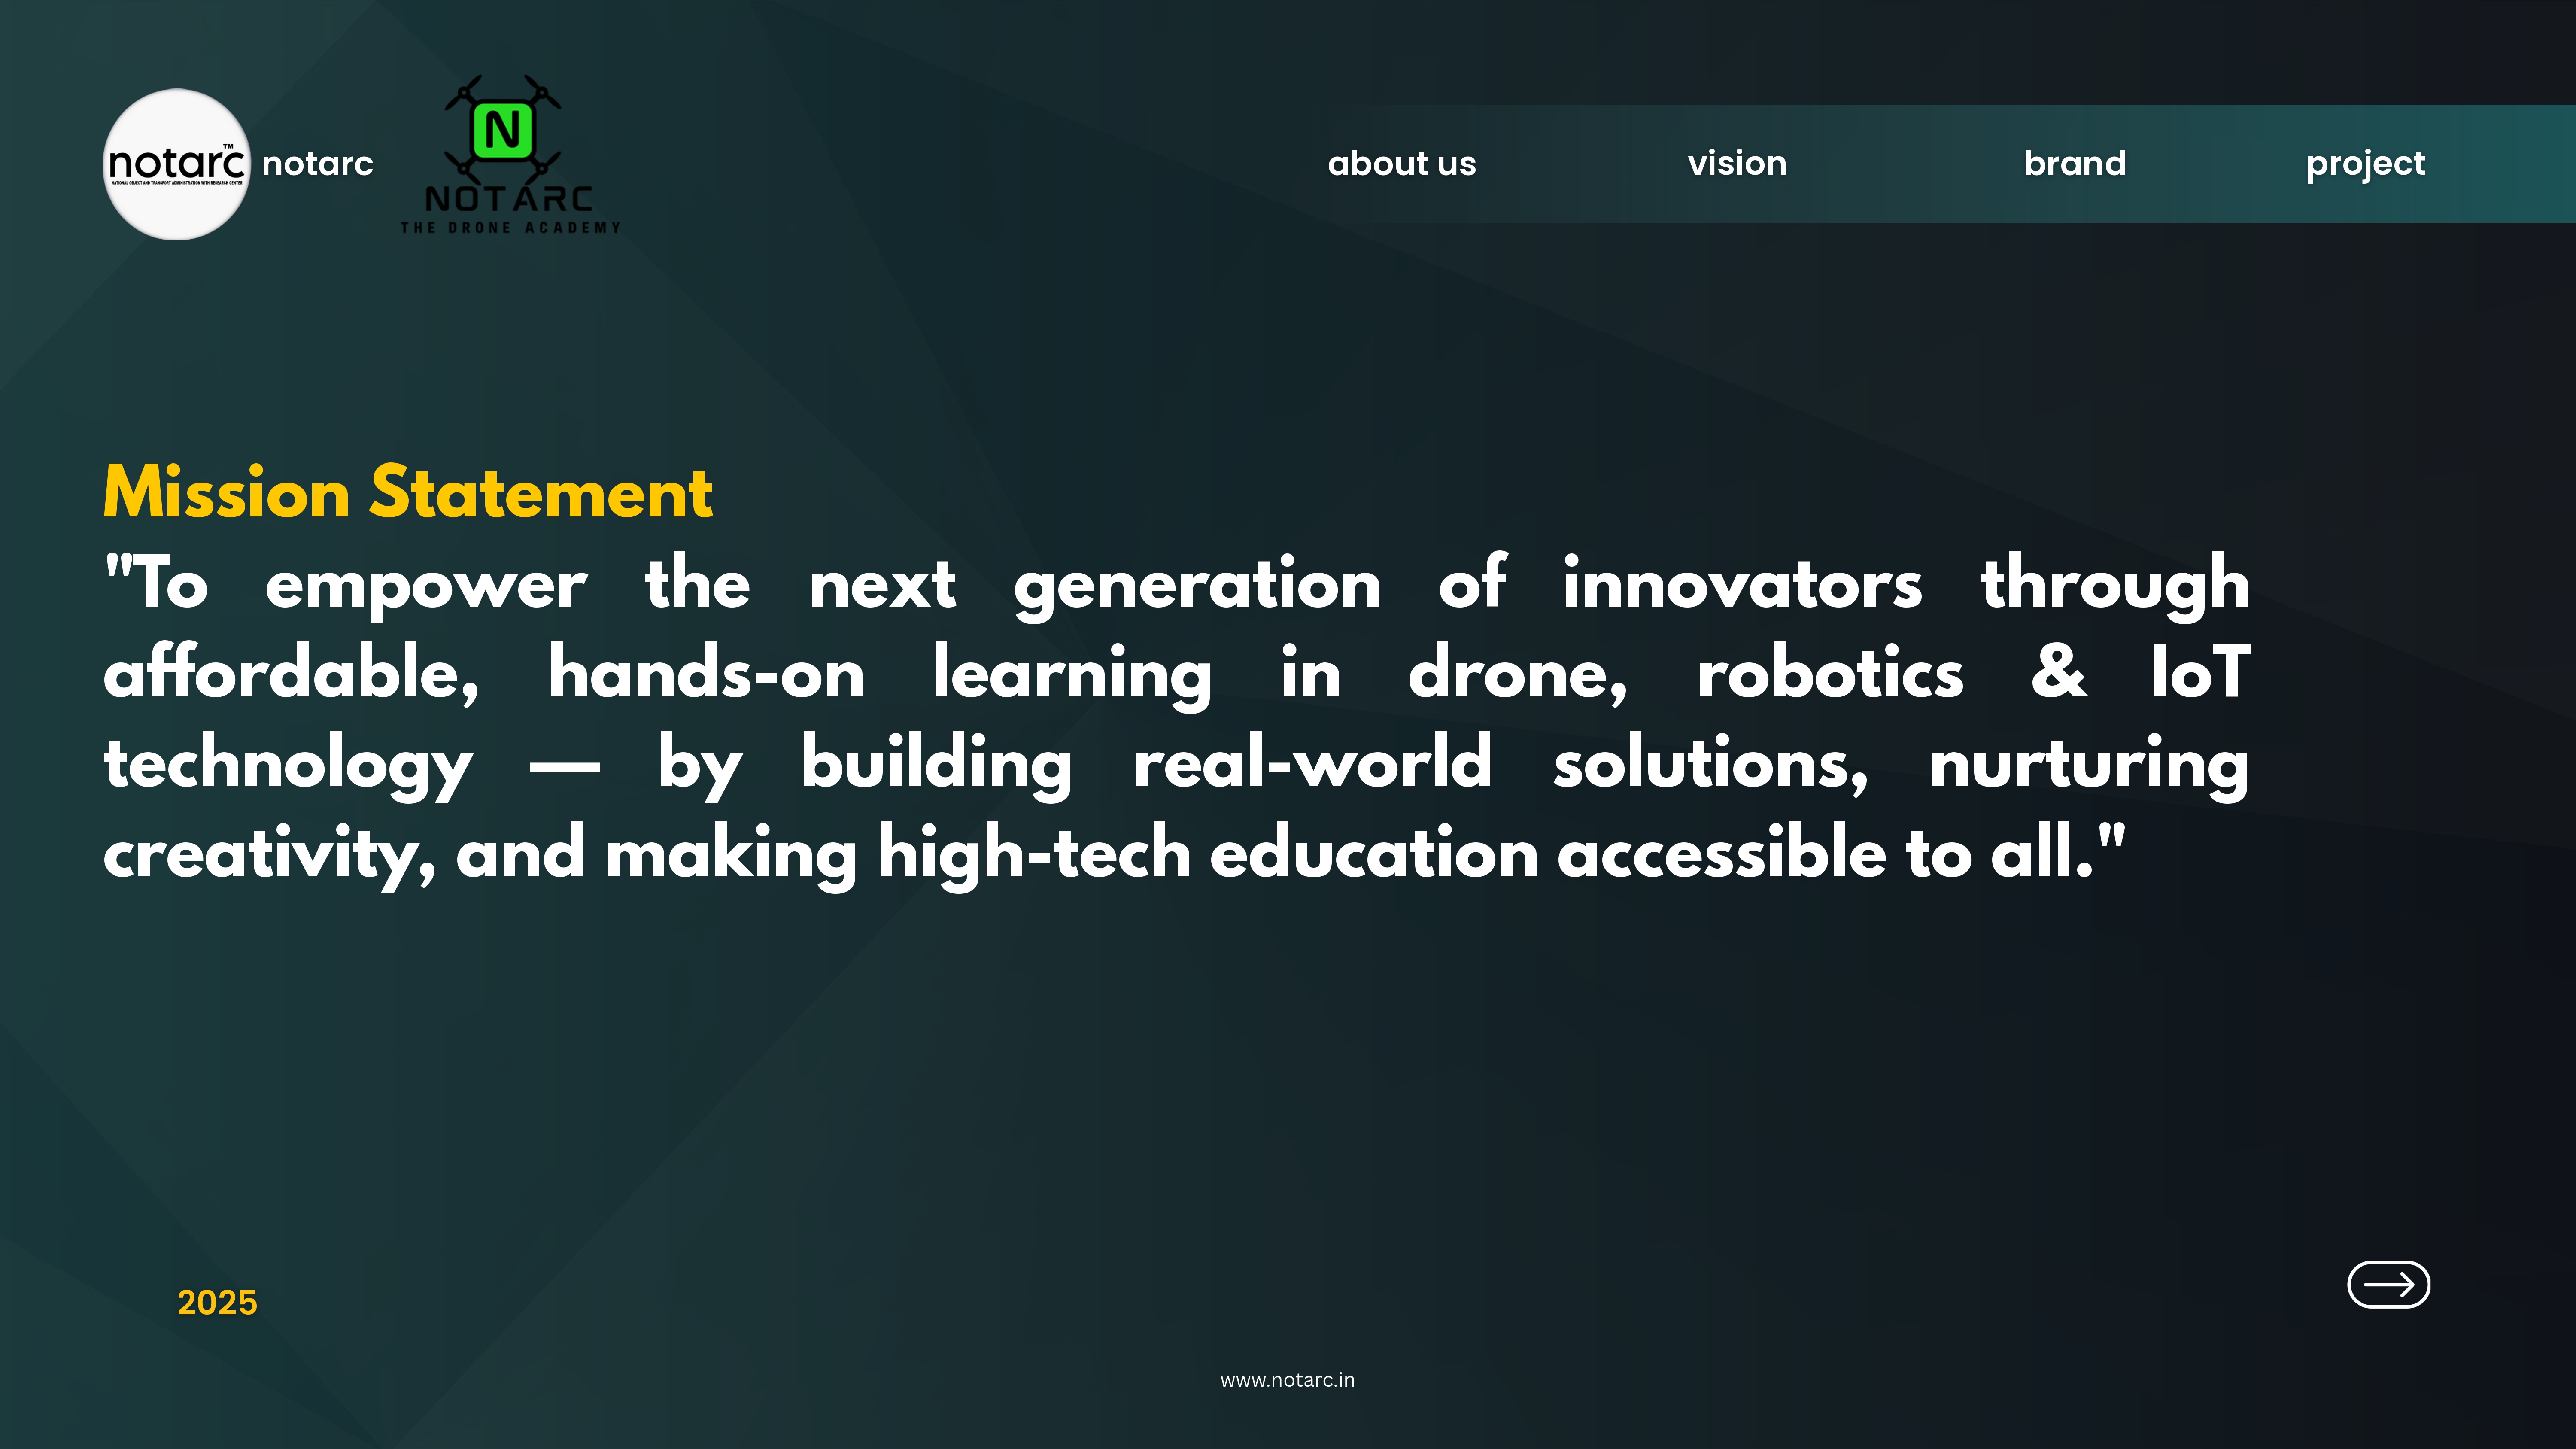 notarc™
NATIONAL OBJECT AND TRANSPORT ADMINISTRATION WITH RESEARCH CENTER
notarc
N
NOTARC
THE DRONE ACADEMY
about us
vision
brand
project
Mission Statement
"To empower the next generation of innovators through
affordable, hands-on learning in drone, robotics & IoT
technology — by building real-world solutions, nurturing
creativity, and making high-tech education accessible to all."
2025
www.notarc.in